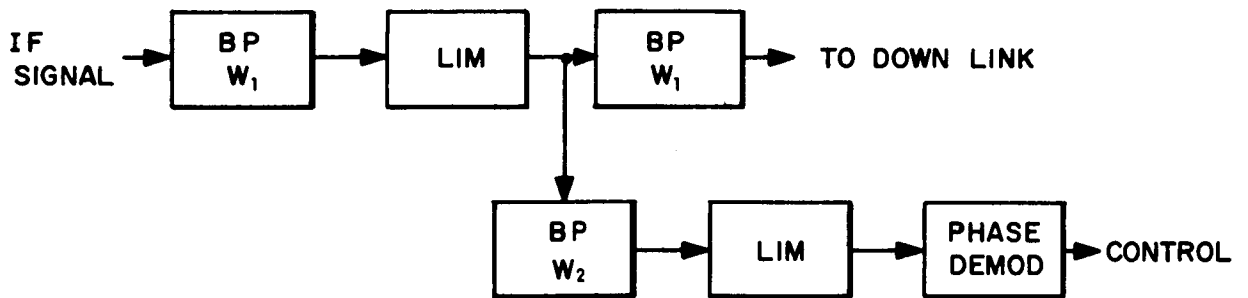 IF
SIGNAL
BP
W₁
LIM
BP
W₁
TO DOWN LINK
BP
W₂
LIM
PHASE
DEMOD
CONTROL